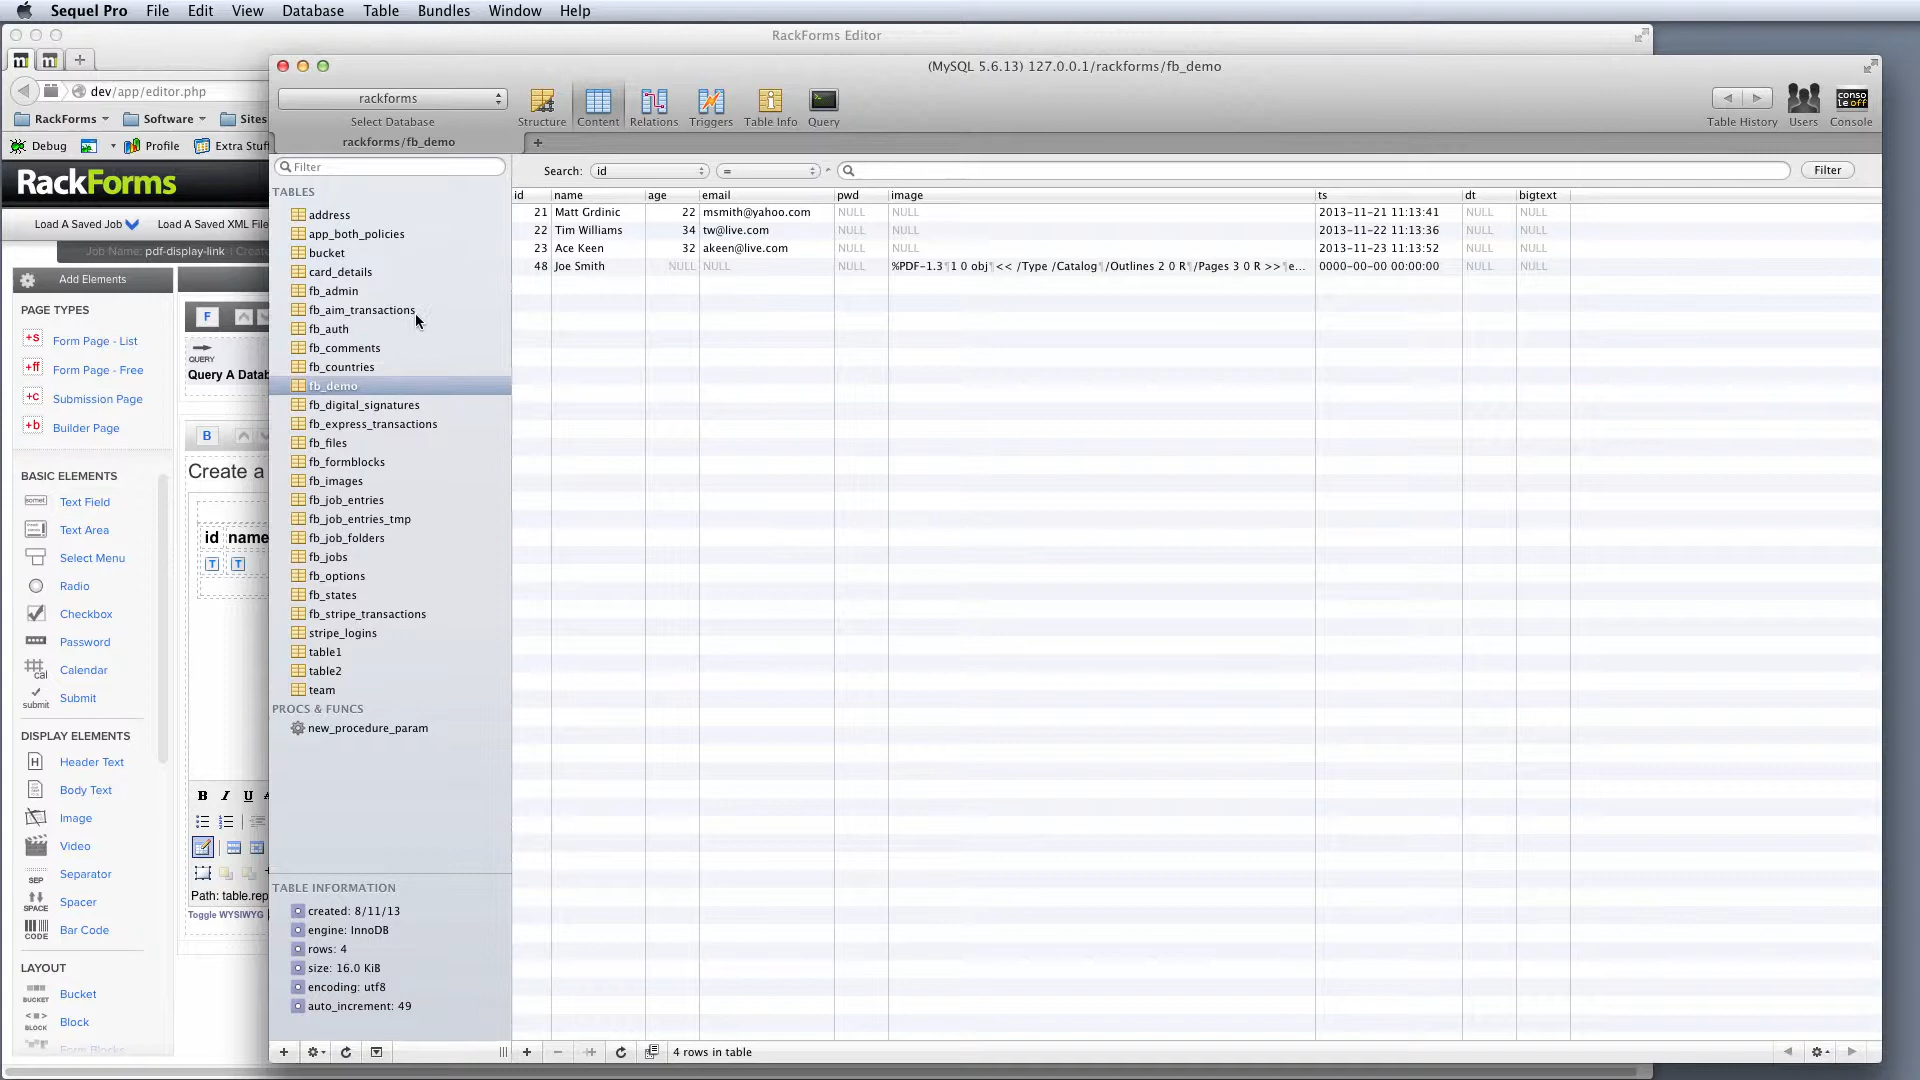 Sequel Pro File Edit View Database Table Bundles Window Help
RackForms Editor
(MySQL 5.6.13) 127.0.0.1/rackforms/fb_demo
dev/app/editor.php
RackForms Software Sites
Debug Profile Extra Stuff
RackForms
Load A Saved Job Load A Saved XML File
Job Name: pdf-display-link
Add Elements
PAGE TYPES
+s Form Page - List
+ff Form Page - Free
+c Submission Page
+b Builder Page
BASIC ELEMENTS
Text Field
Text Area
Select Menu
Radio
Checkbox
Password
cal Calendar
submit Submit
DISPLAY ELEMENTS
H Header Text
Body Text
Image
Video
SEP Separator
SPACE Spacer
BAR CODE Bar Code
LAYOUT
BUCKET Bucket
BLOCK Block
Form Blocks
F
QUERY
Query A Datab
B
Create a
id name
T T
B I U
Path: table.rep
Toggle WYSIWYG
rackforms
Select Database
Structure Content Relations Triggers Table Info Query
Table History Users Console
console off
rackforms/fb_demo +
Filter
TABLES
address
app_both_policies
bucket
card_details
fb_admin
fb_aim_transactions
fb_auth
fb_comments
fb_countries
fb_demo
fb_digital_signatures
fb_express_transactions
fb_files
fb_formblocks
fb_images
fb_job_entries
fb_job_entries_tmp
fb_job_folders
fb_jobs
fb_options
fb_states
fb_stripe_transactions
stripe_logins
table1
table2
team
PROCS & FUNCS
new_procedure_param
TABLE INFORMATION
created: 8/11/13
engine: InnoDB
rows: 4
size: 16.0 KiB
encoding: utf8
auto_increment: 49
Search: id = Filter
id name age email pwd image ts dt bigtext
21 Matt Grdinic 22 msmith@yahoo.com NULL NULL 2013-11-21 11:13:41 NULL NULL
22 Tim Williams 34 tw@live.com NULL NULL 2013-11-22 11:13:36 NULL NULL
23 Ace Keen 32 akeen@live.com NULL NULL 2013-11-23 11:13:52 NULL NULL
48 Joe Smith NULL NULL NULL %PDF-1.3¶1 0 obj¶<< /Type /Catalog¶/Outlines 2 0 R¶/Pages 3 0 R >>¶e... 0000-00-00 00:00:00 NULL NULL
4 rows in table